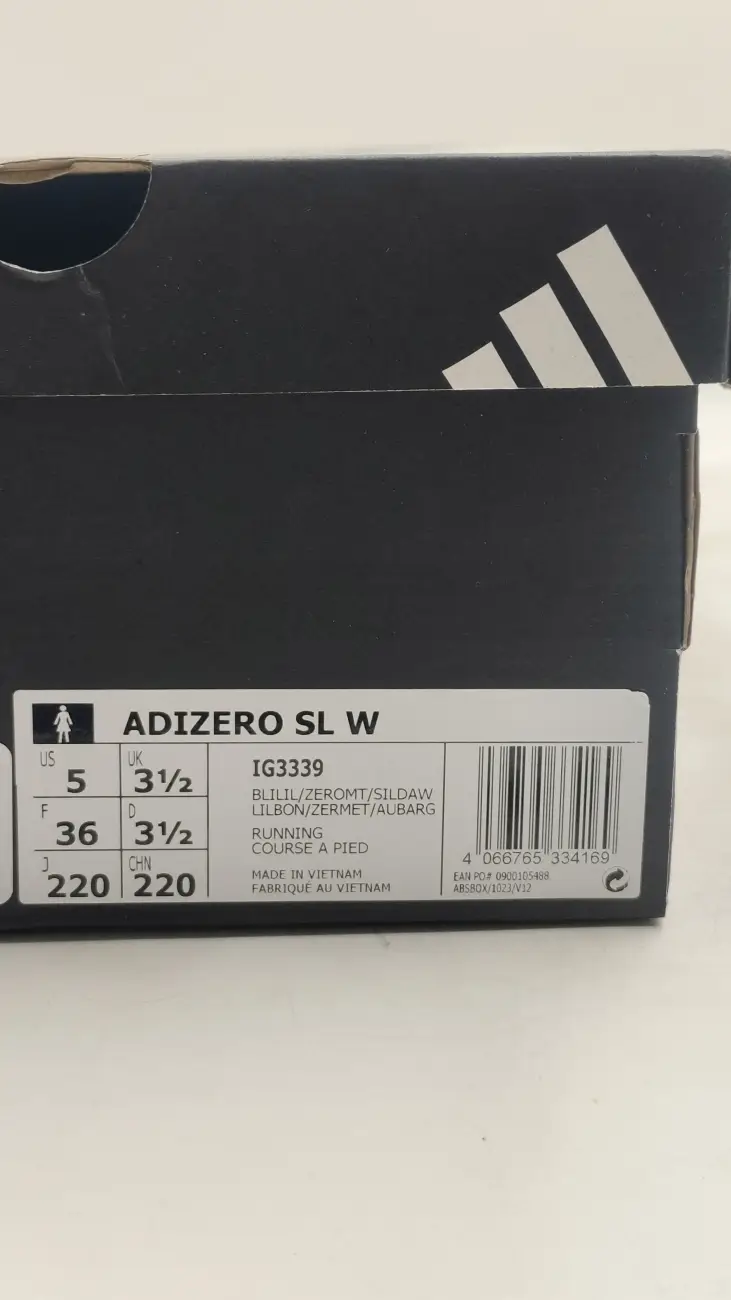 ADIZERO SL W
US 5 UK 3½
F 36 D 3½
J 220 CHN 220
IG3339
BLILIL/ZEROMT/SILDAW
LILBON/ZERMET/AUBARG
RUNNING
COURSE A PIED
MADE IN VIETNAM
FABRIQUÉ AU VIETNAM
4 066765 334169
EAN PO# 0900105488
ABSBOX/1023/V12